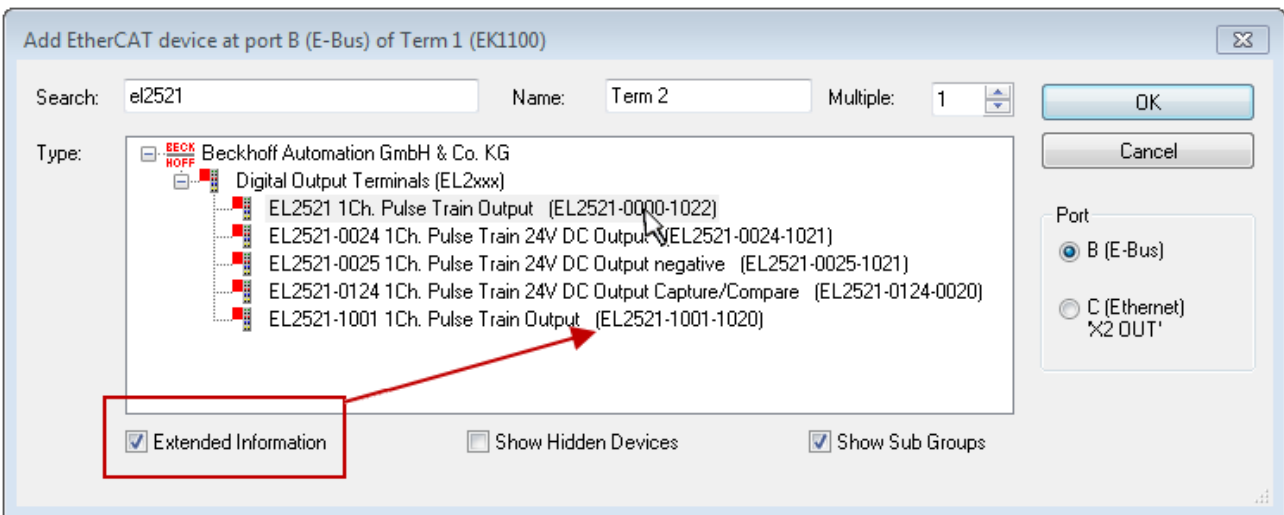 Add EtherCAT device at port B (E-Bus) of Term 1 (EK1100)
Search: el2521 Name: Term 2 Multiple: 1 OK
Type: BECKHOFF Beckhoff Automation GmbH & Co. KG Cancel
Digital Output Terminals (EL2xxx)
EL2521 1Ch. Pulse Train Output (EL2521-0000-1022) Port
EL2521-0024 1Ch. Pulse Train 24V DC Output (EL2521-0024-1021)
B (E-Bus)
EL2521-0025 1Ch. Pulse Train 24V DC Output negative (EL2521-0025-1021)
EL2521-0124 1Ch. Pulse Train 24V DC Output Capture/Compare (EL2521-0124-0020)
C (Ethernet)
EL2521-1001 1Ch. Pulse Train Output (EL2521-1001-1020)
'X2 OUT'
Extended Information Show Hidden Devices Show Sub Groups